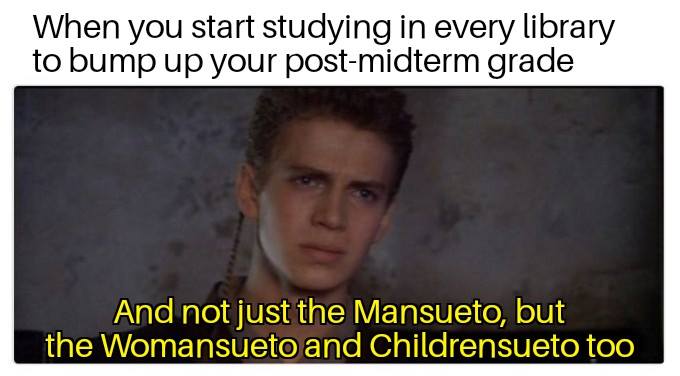 When you start studying in every library
to bump up your post-midterm grade
And not just the Mansueto, but
the Womansueto and Childrensueto too